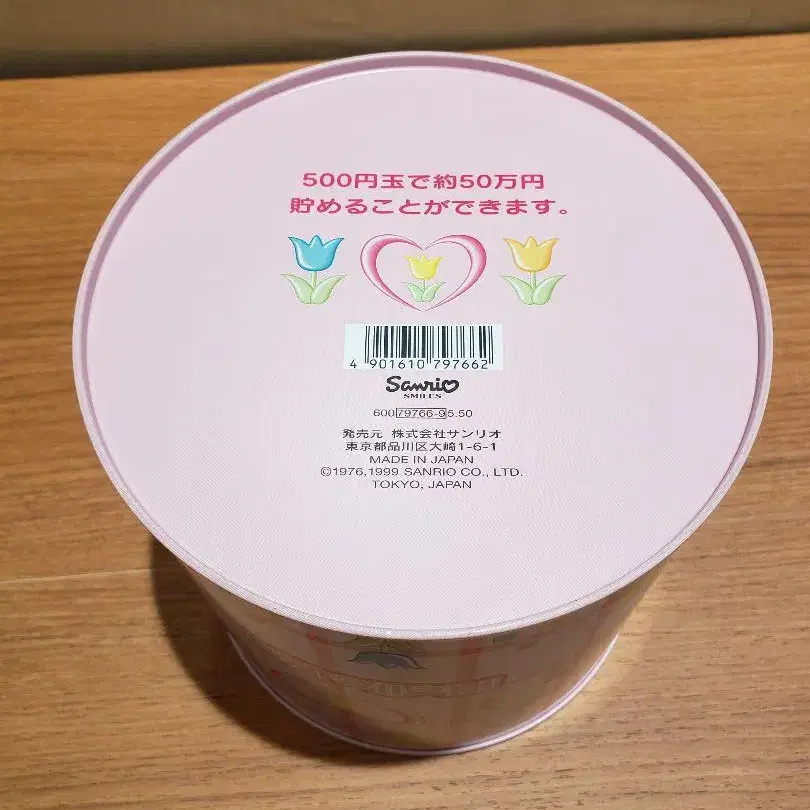 500円玉で約50万円
貯めることができます。
4 901610 797662
Sanrio
SMILES
600 79766-9 5.50
発売元 株式会社サンリオ
東京都品川区大崎1-6-1
MADE IN JAPAN
©1976,1999 SANRIO CO., LTD.
TOKYO, JAPAN